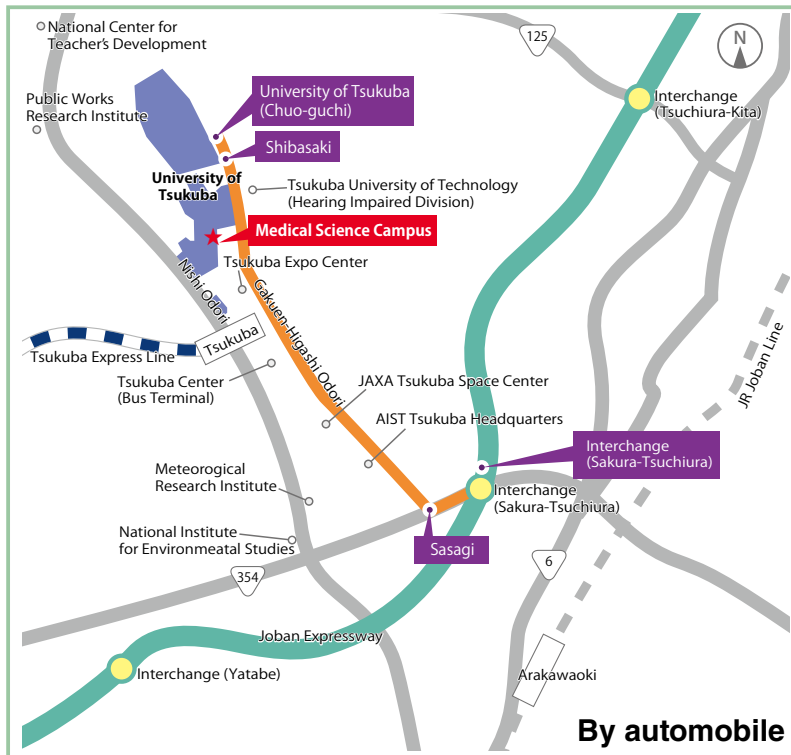 National Center for
Teacher's Development
125
N
Public Works
Research Institute
University of Tsukuba
(Chuo-guchi)
Interchange
(Tsuchiura-Kita)
Shibasaki
University of
Tsukuba
Tsukuba University of Technology
(Hearing Impaired Division)
Medical Science Campus
Tsukuba Expo Center
Nishi Odori
Gakuen-Higashi Odori
Tsukuba
Tsukuba Express Line
JR Joban Line
Tsukuba Center
(Bus Terminal)
JAXA Tsukuba Space Center
AIST Tsukuba Headquarters
Interchange
(Sakura-Tsuchiura)
Meteorogical
Research Institute
Interchange
(Sakura-Tsuchiura)
National Institute
for Environmeatal Studies
Sasagi
354
6
Joban Expressway
Interchange (Yatabe)
Arakawaoki
By automobile